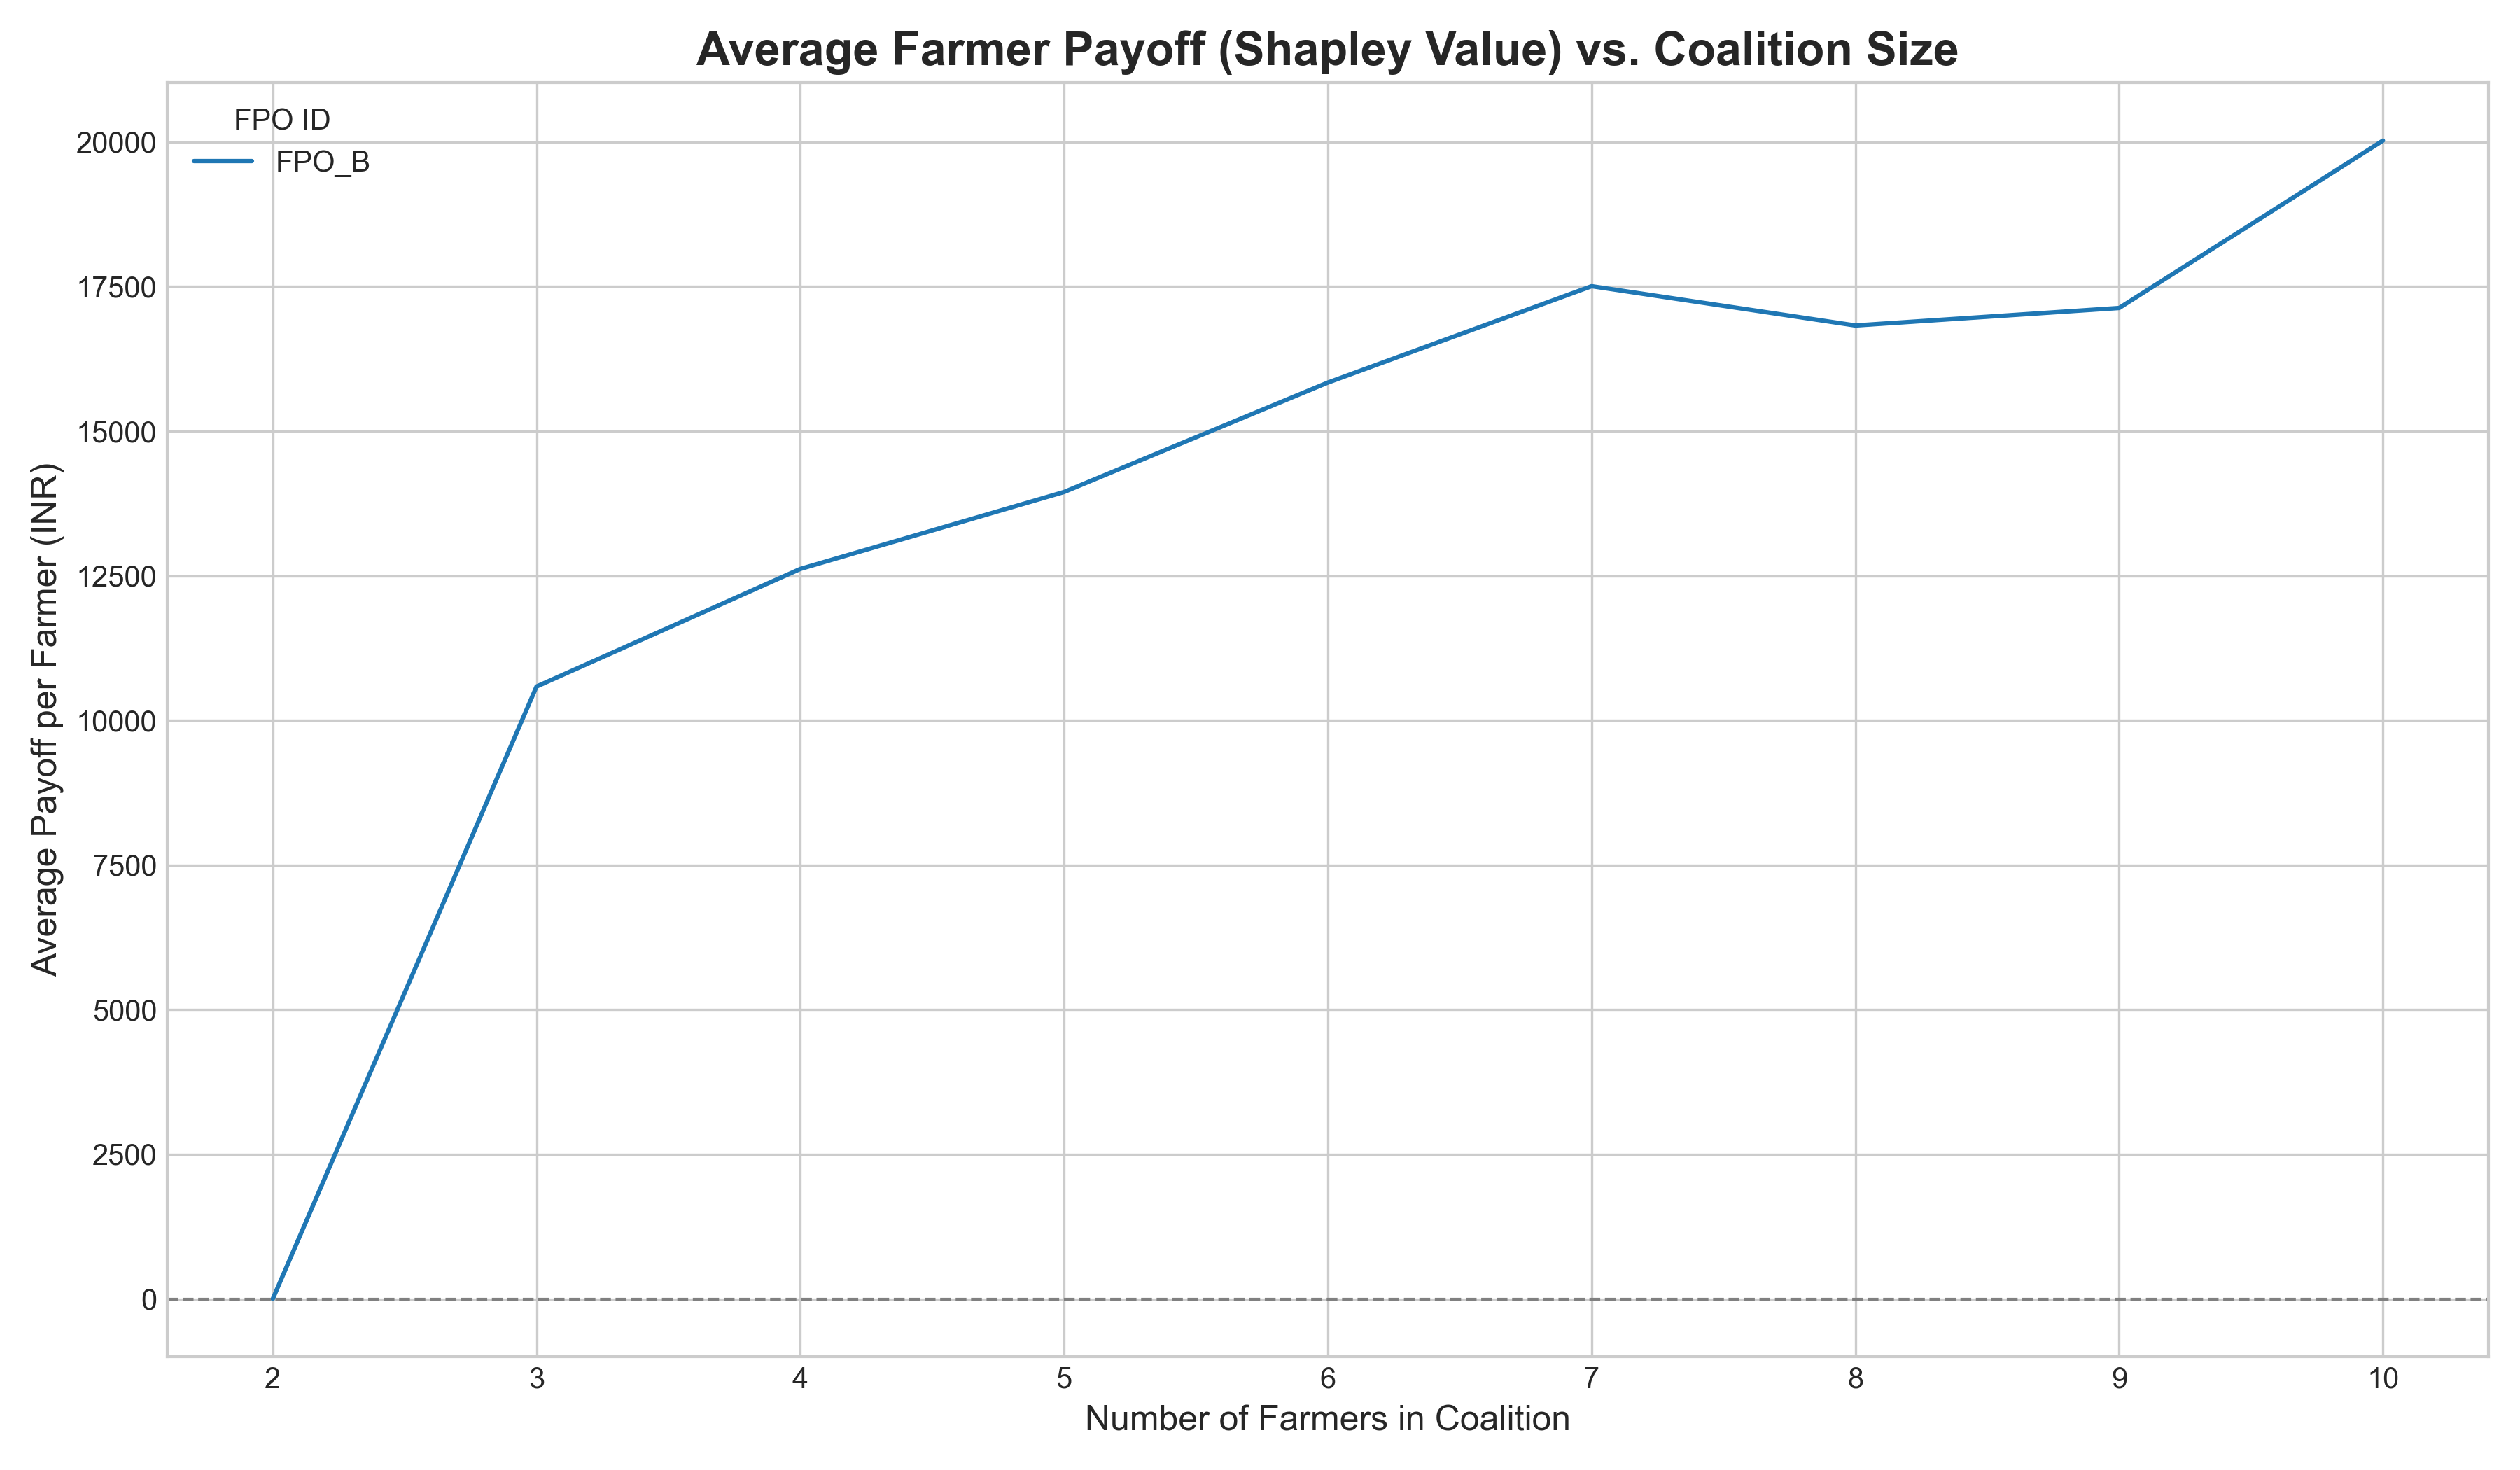 Average Farmer Payoff (Shapley Value) vs. Coalition Size
FPO ID
FPO_B
20000
17500
15000
12500
10000
7500
5000
2500
0
Average Payoff per Farmer (INR)
2 3 4 5 6 7 8 9 10
Number of Farmers in Coalition